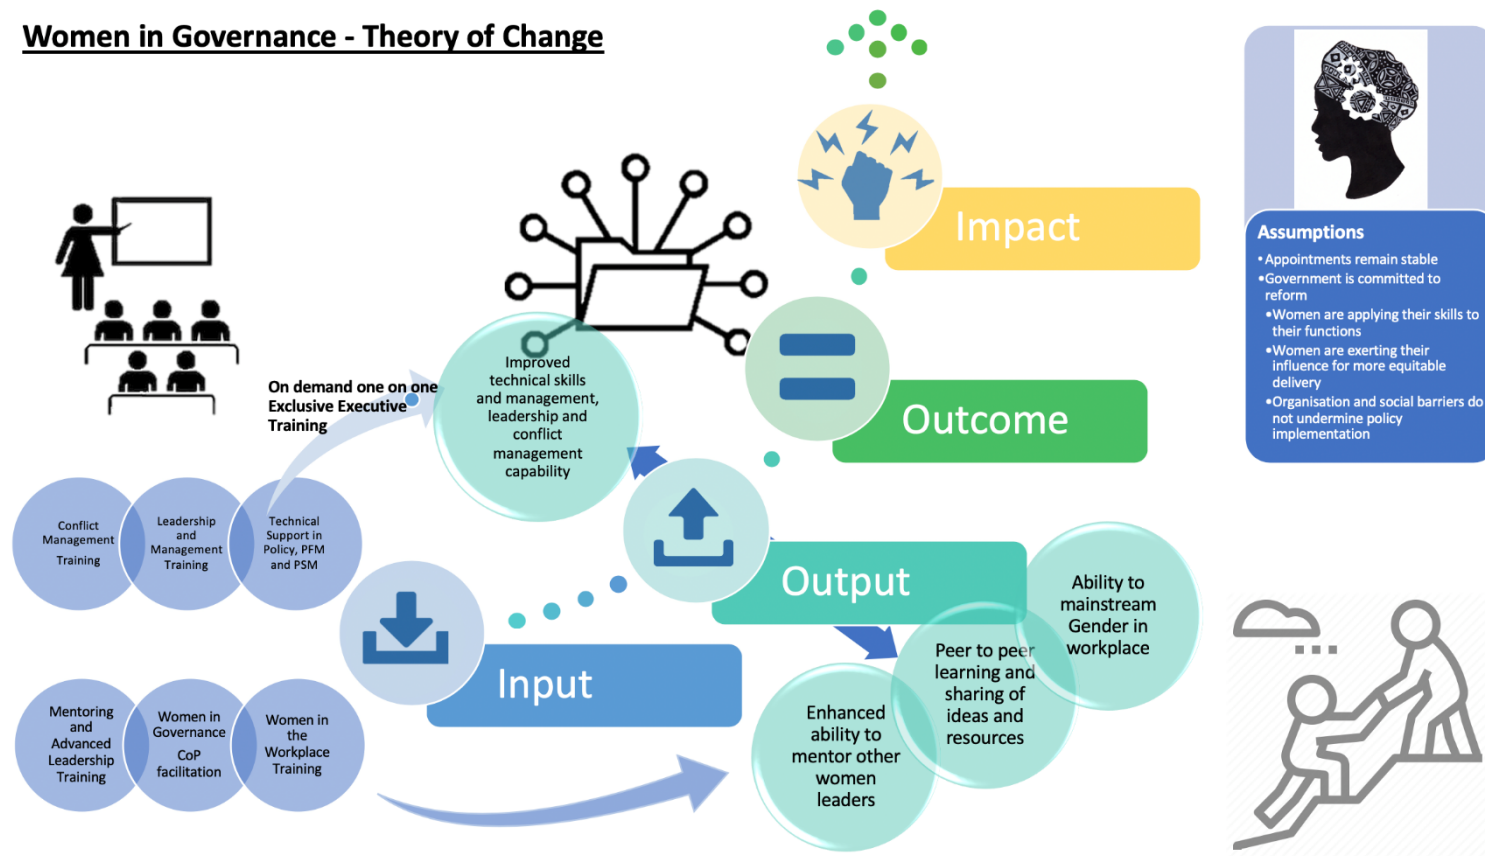 Women in Governance - Theory of Change
Impact
Assumptions
•Appointments remain stable
•Government is committed to
reform
•Women are applying their skills to
their functions
•Women are exerting their
influence for more equitable
delivery
•Organisation and social barriers do
not undermine policy
implementation
Outcome
On demand one on one
Exclusive Executive
Training
Improved
technical skills
and management,
leadership and
conflict
management
capability
Conflict
Management
Training
Leadership
and
Management
Training
Technical
Support in
Policy, PFM
and PSM
Output
Ability to
mainstream
Gender in
workplace
Peer to peer
learning and
sharing of
ideas and
resources
Enhanced
ability to
mentor other
women
leaders
Input
Mentoring
and
Advanced
Leadership
Training
Women in
Governance
CoP
facilitation
Women in
the
Workplace
Training